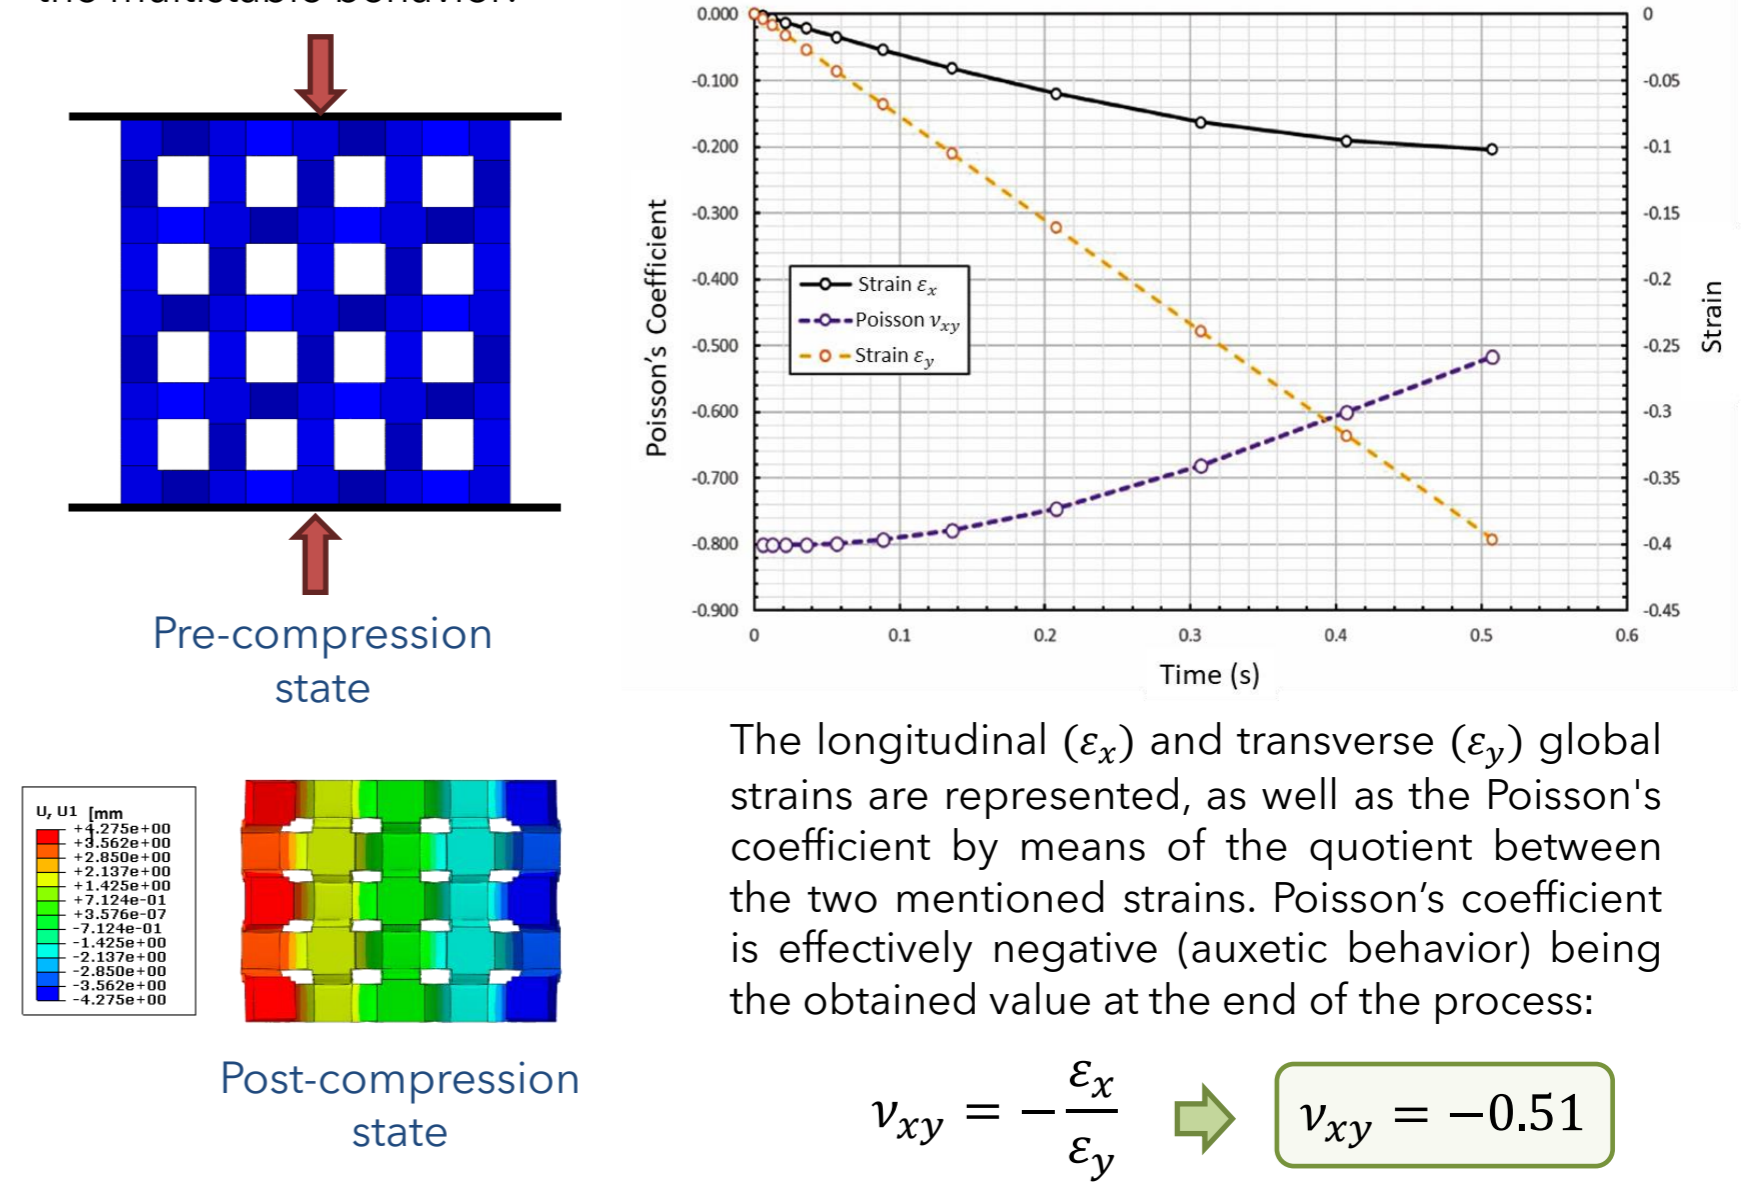 the multistable behavior.
Pre-compression
state
U, U1 [mm
+4.275e+00
+3.562e+00
+2.850e+00
+2.137e+00
+1.425e+00
+7.124e-01
+3.576e-07
-7.124e-01
-1.425e+00
-2.137e+00
-2.850e+00
-3.562e+00
-4.275e+00
Post-compression
state
Poisson's Coefficient
0.000
-0.100
-0.200
-0.300
-0.400
-0.500
-0.600
-0.700
-0.800
-0.900
Strain εx
Poisson νxy
Strain εy
0
-0.05
-0.1
-0.15
-0.2
-0.25
-0.3
-0.35
-0.4
-0.45
Strain
0 0.1 0.2 0.3 0.4 0.5 0.6
Time (s)
The longitudinal (εx) and transverse (εy) global
strains are represented, as well as the Poisson's
coefficient by means of the quotient between
the two mentioned strains. Poisson’s coefficient
is effectively negative (auxetic behavior) being
the obtained value at the end of the process:
νxy = − εx / εy
νxy = −0.51